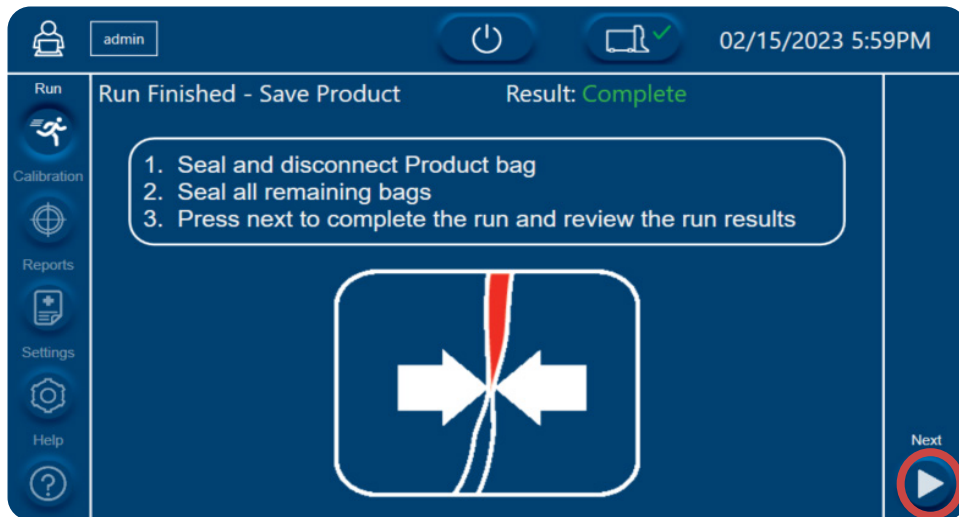 admin
02/15/2023 5:59PM
Run
Calibration
Reports
Settings
Help
Run Finished - Save Product
Result: Complete
1. Seal and disconnect Product bag
2. Seal all remaining bags
3. Press next to complete the run and review the run results
Next